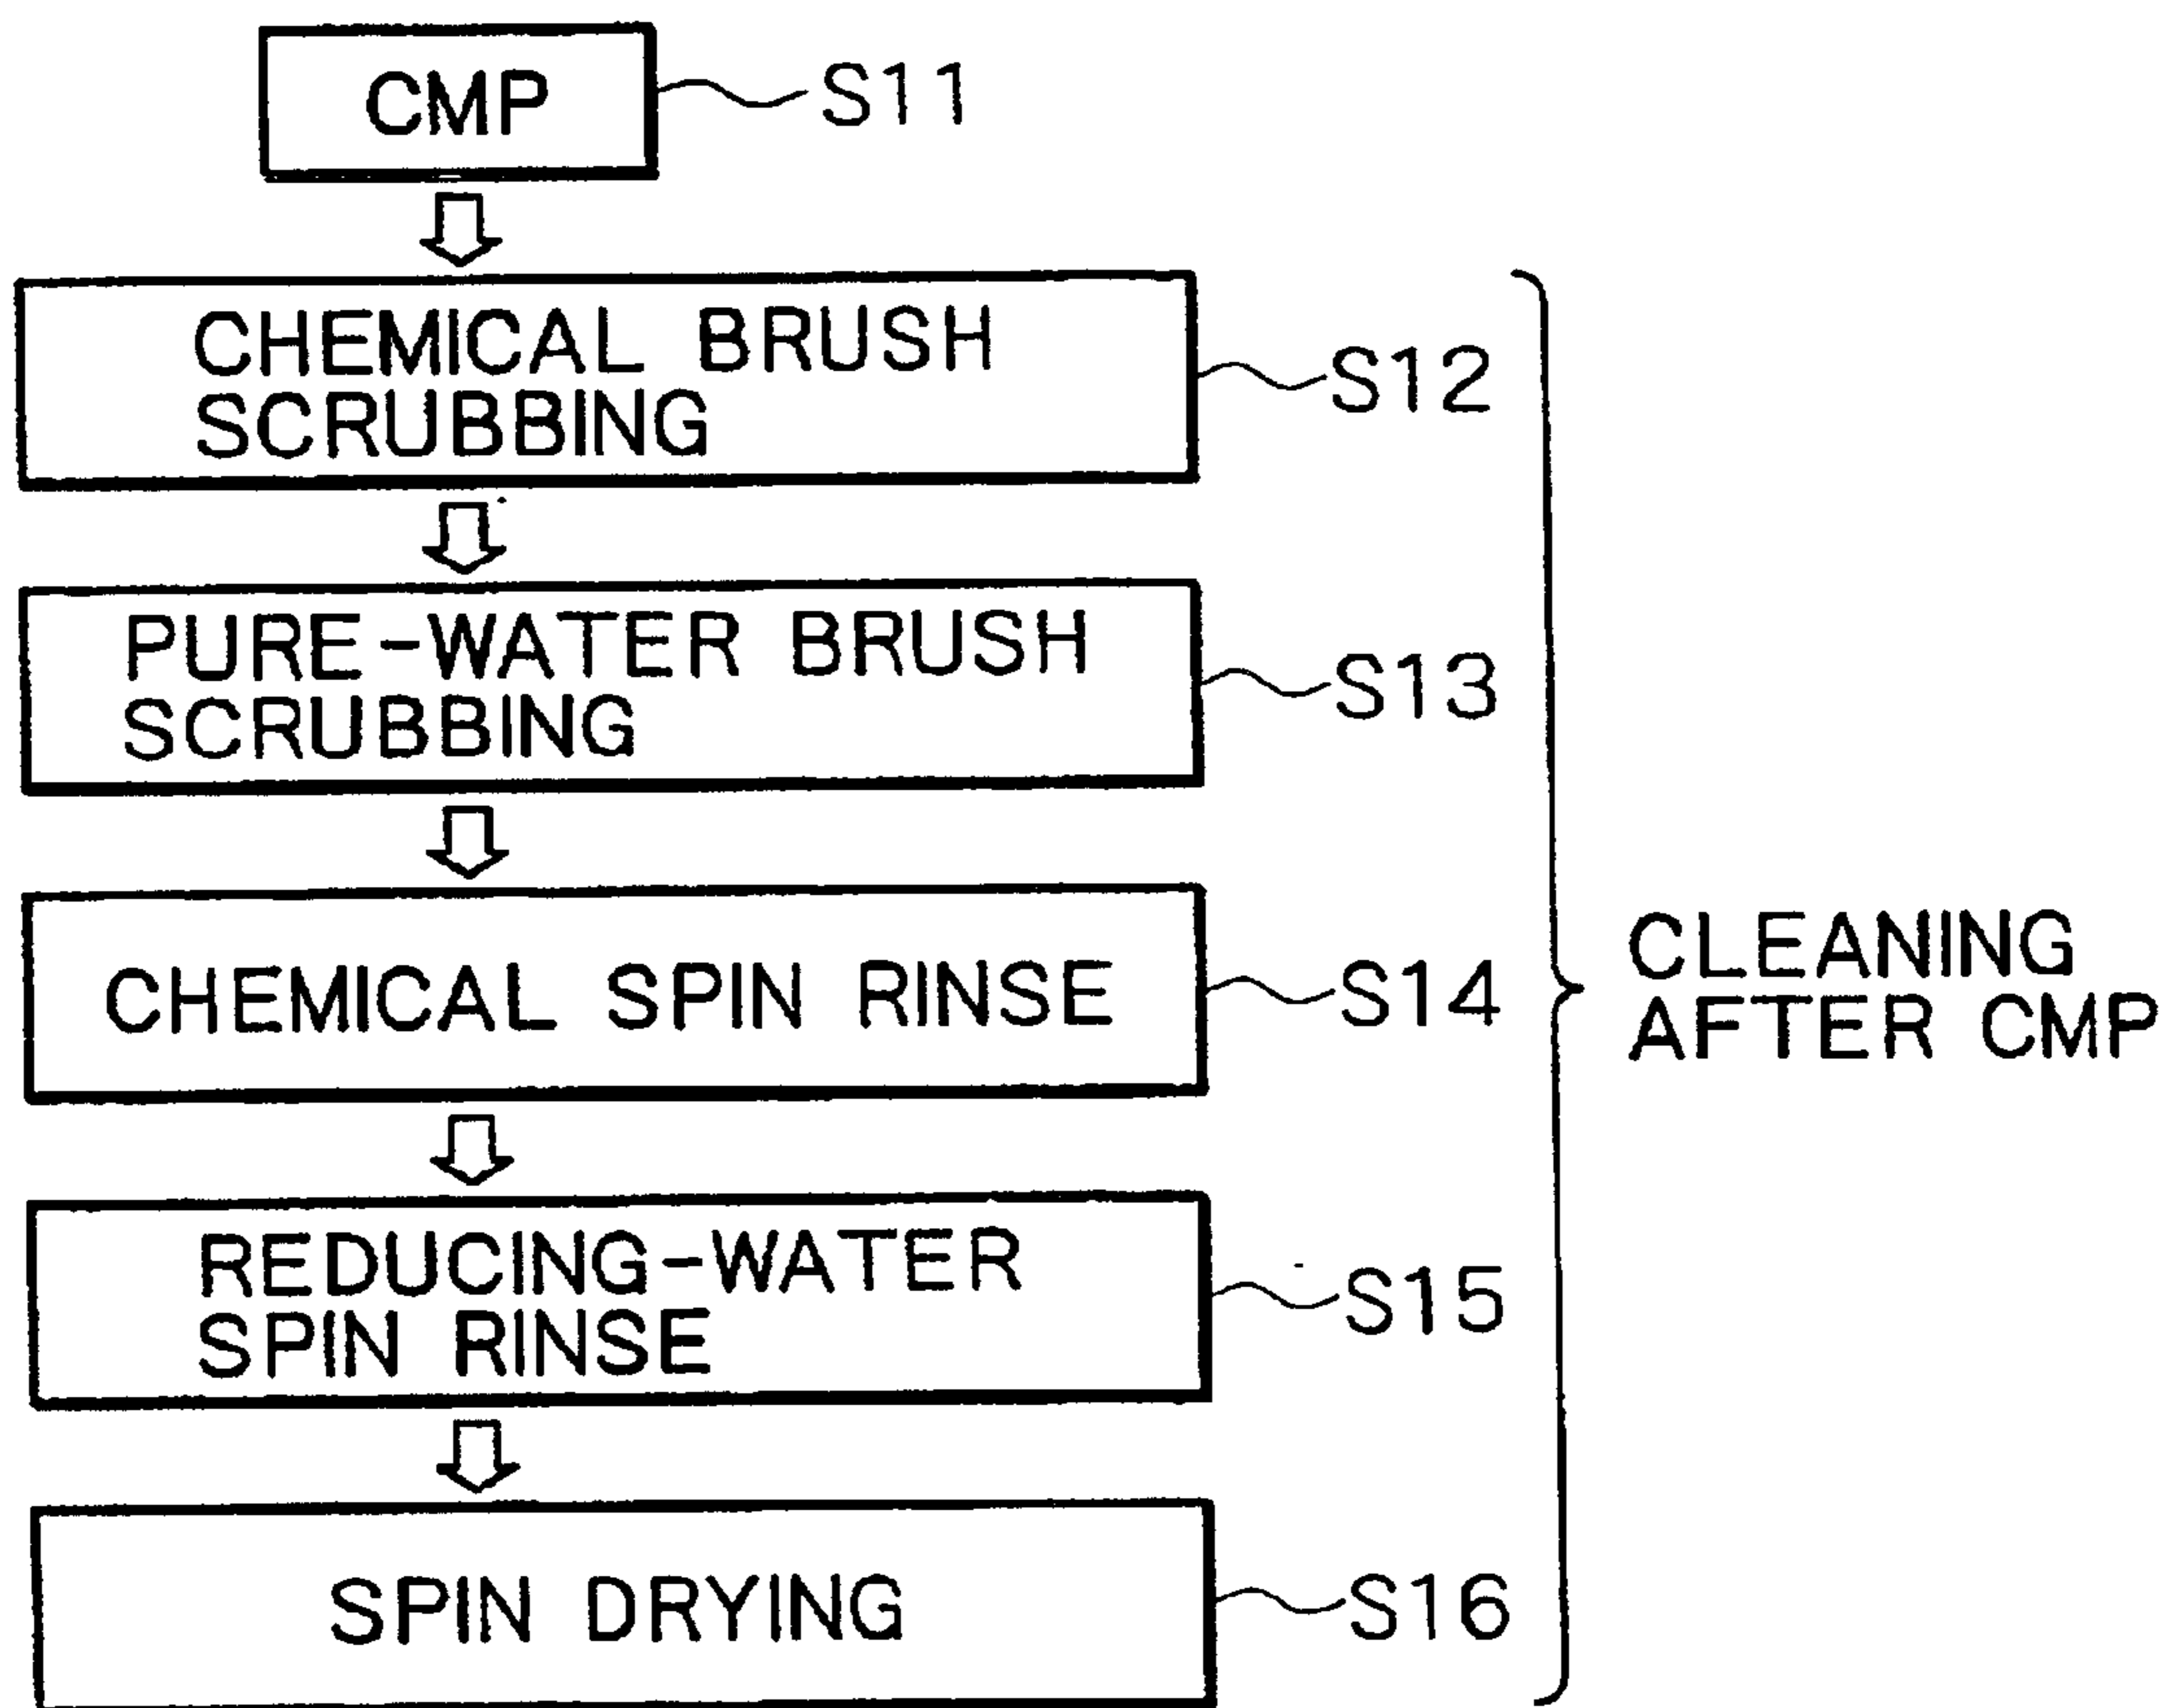 CMP
S11
CHEMICAL BRUSH
SCRUBBING
S12
PURE-WATER BRUSH
SCRUBBING
S13
CHEMICAL SPIN RINSE
S14
CLEANING
AFTER CMP
REDUCING-WATER
SPIN RINSE
S15
SPIN DRYING
S16